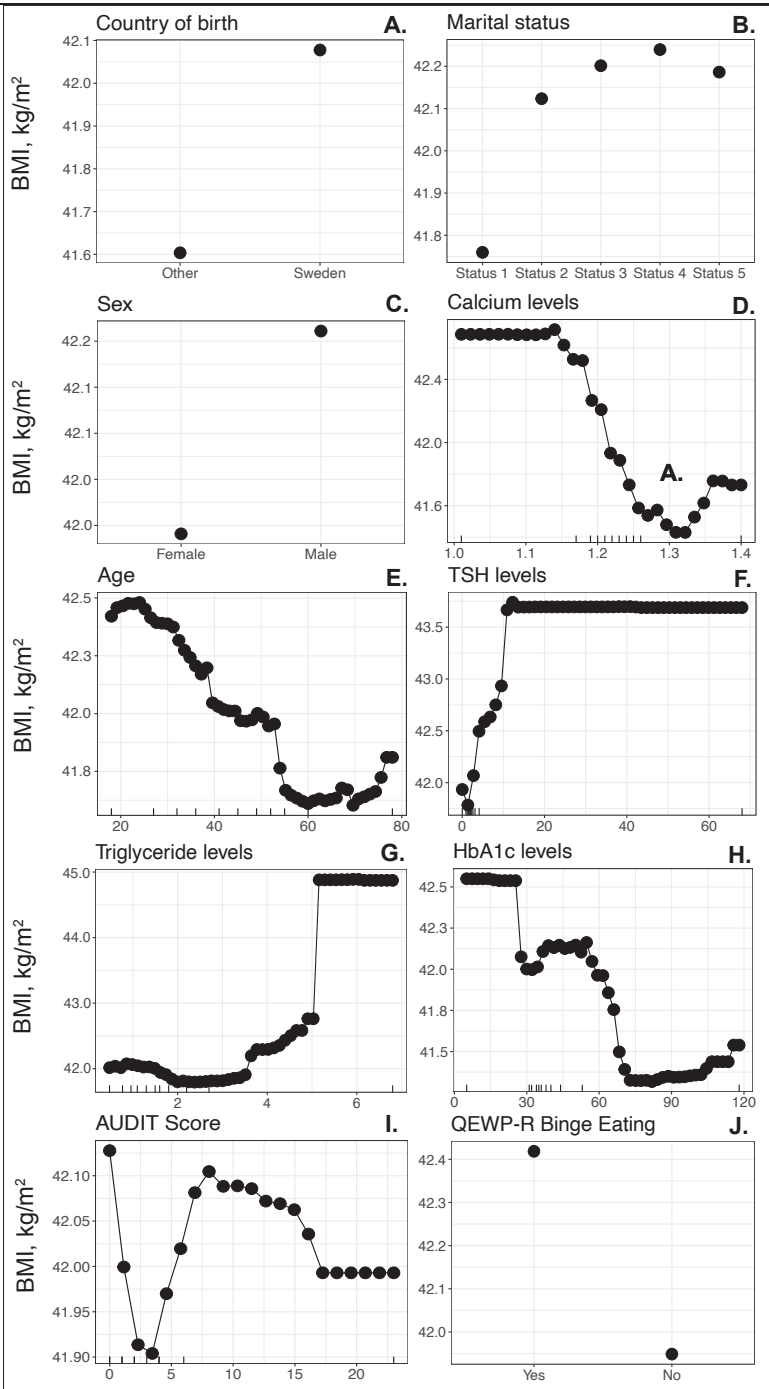 Country of birth A.
BMI, kg/m²
42.1
42.0
41.9
41.8
41.7
41.6
Other Sweden
Marital status B.
42.2
42.1
42.0
41.9
41.8
Status 1 Status 2 Status 3 Status 4 Status 5
Sex C.
BMI, kg/m²
42.2
42.1
42.1
42.0
42.0
Female Male
Calcium levels D.
42.4
42.0
41.6
A.
1.0 1.1 1.2 1.3 1.4
Age E.
BMI, kg/m²
42.5
42.3
42.0
41.8
20 40 60 80
TSH levels F.
43.5
43.0
42.5
42.0
0 20 40 60
Triglyceride levels G.
BMI, kg/m²
45.0
44.0
43.0
42.0
2 4 6
HbA1c levels H.
42.5
42.3
42.0
41.8
41.5
0 30 60 90 120
AUDIT Score I.
BMI, kg/m²
42.10
42.05
42.00
41.95
41.90
0 5 10 15 20
QEWP-R Binge Eating J.
42.4
42.3
42.2
42.1
42.0
Yes No